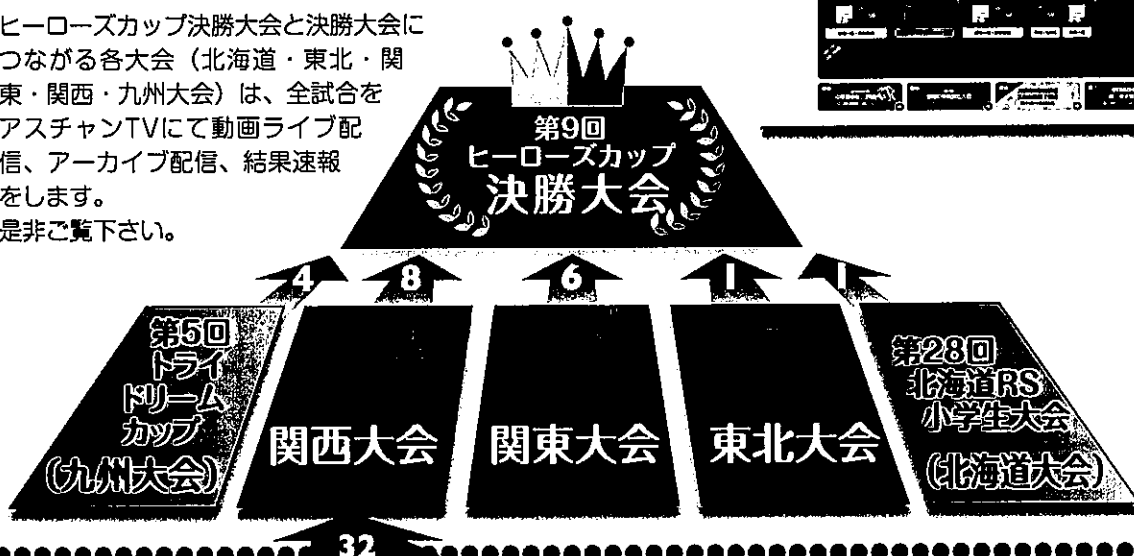 ヒーローズカップ決勝大会と決勝大会に
つながる各大会（北海道・東北・関
東・関西・九州大会）は、全試合を
アスチャンTVにて動画ライブ配
信、アーカイブ配信、結果速報
をします。
是非ご覧下さい。
第9回
ヒーローズカップ
決勝大会
4
8
6
1
1
第5回
トライ
ドリーム
カップ
(九州大会)
関西大会
関東大会
東北大会
第28回
北海道RS
小学生大会
(北海道大会)
32